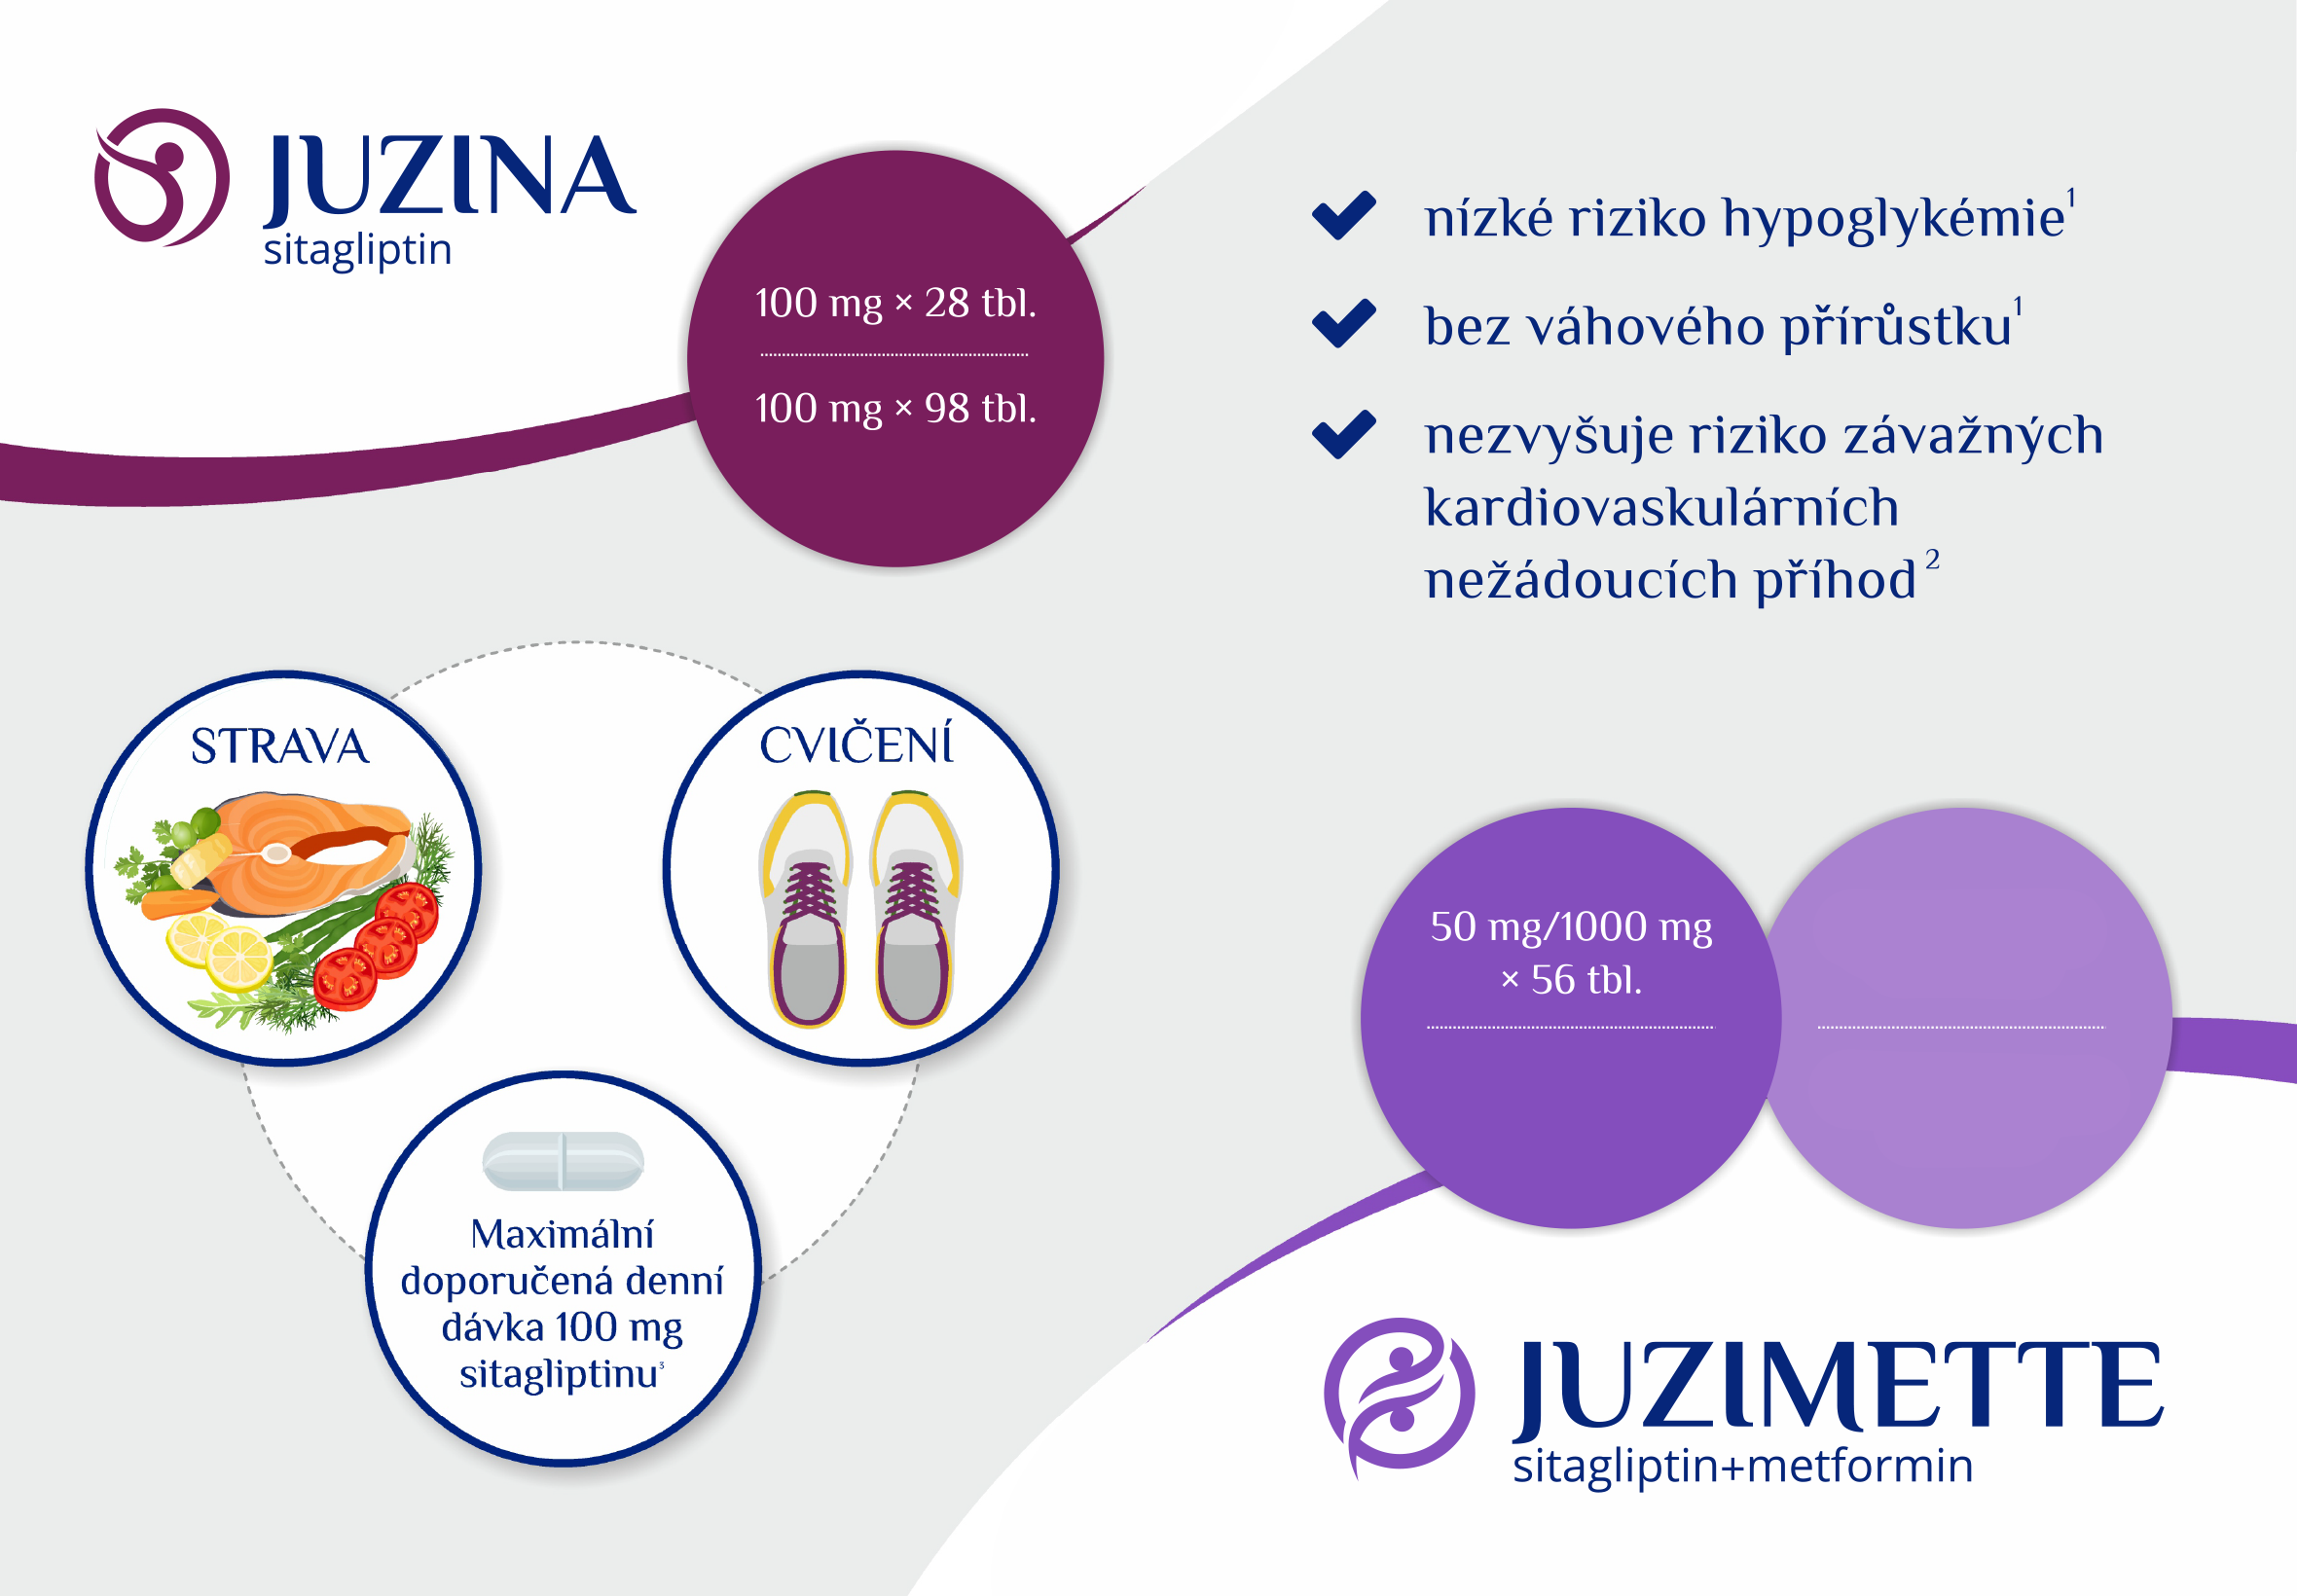 JUZINA
sitagliptin
100 mg × 28 tbl.
100 mg × 98 tbl.
nízké riziko hypoglykémie¹
bez váhového přírůstku¹
nezvyšuje riziko závažných
kardiovaskulárních
nežádoucích příhod²
STRAVA
CVIČENÍ
Maximální
doporučená denní
dávka 100 mg
sitagliptinu³
50 mg/1000 mg
× 56 tbl.
JUZIMETTE
sitagliptin+metformin